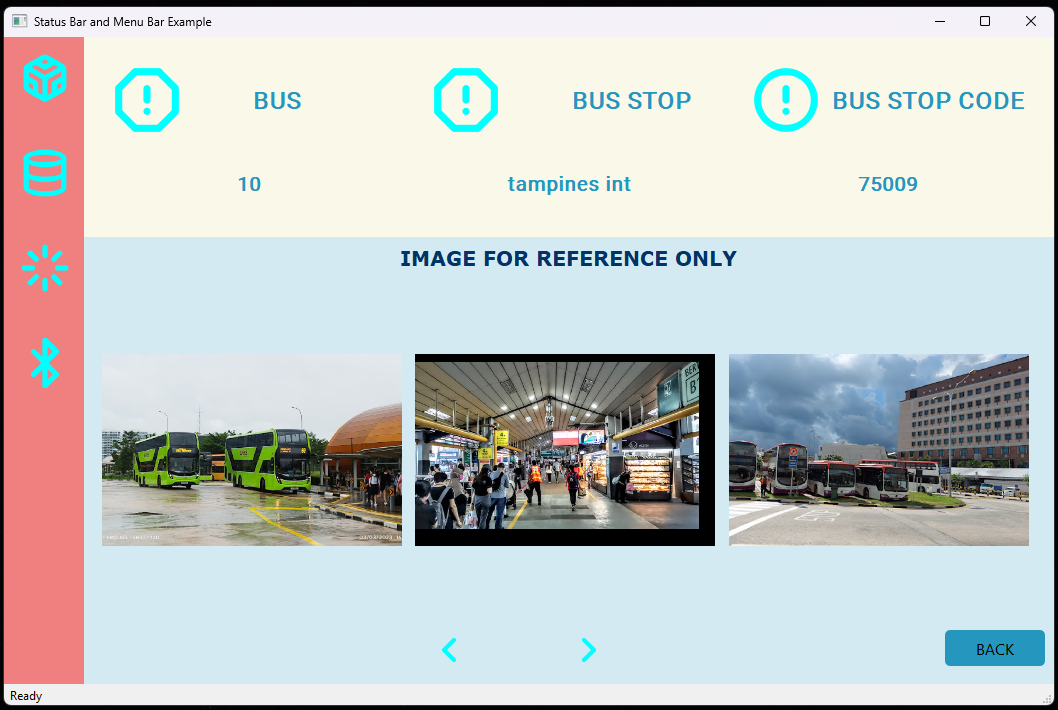 Status Bar and Menu Bar Example
BUS
BUS STOP
BUS STOP CODE
10
tampines int
75009
IMAGE FOR REFERENCE ONLY
BACK
Ready